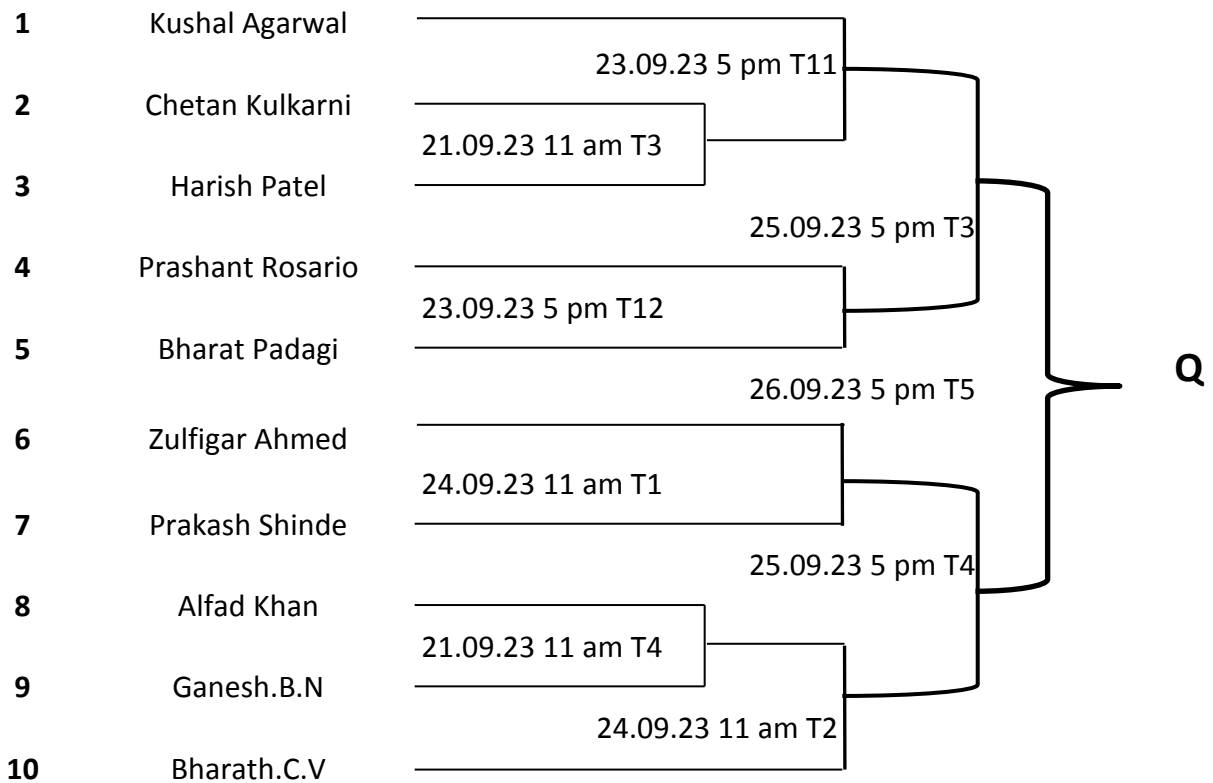 1 Kushal Agarwal
23.09.23 5 pm T11
2 Chetan Kulkarni
21.09.23 11 am T3
3 Harish Patel
25.09.23 5 pm T3
4 Prashant Rosario
23.09.23 5 pm T12
5 Bharat Padagi
Q
26.09.23 5 pm T5
6 Zulfigar Ahmed
24.09.23 11 am T1
7 Prakash Shinde
25.09.23 5 pm T4
8 Alfad Khan
21.09.23 11 am T4
9 Ganesh.B.N
24.09.23 11 am T2
10 Bharath.C.V